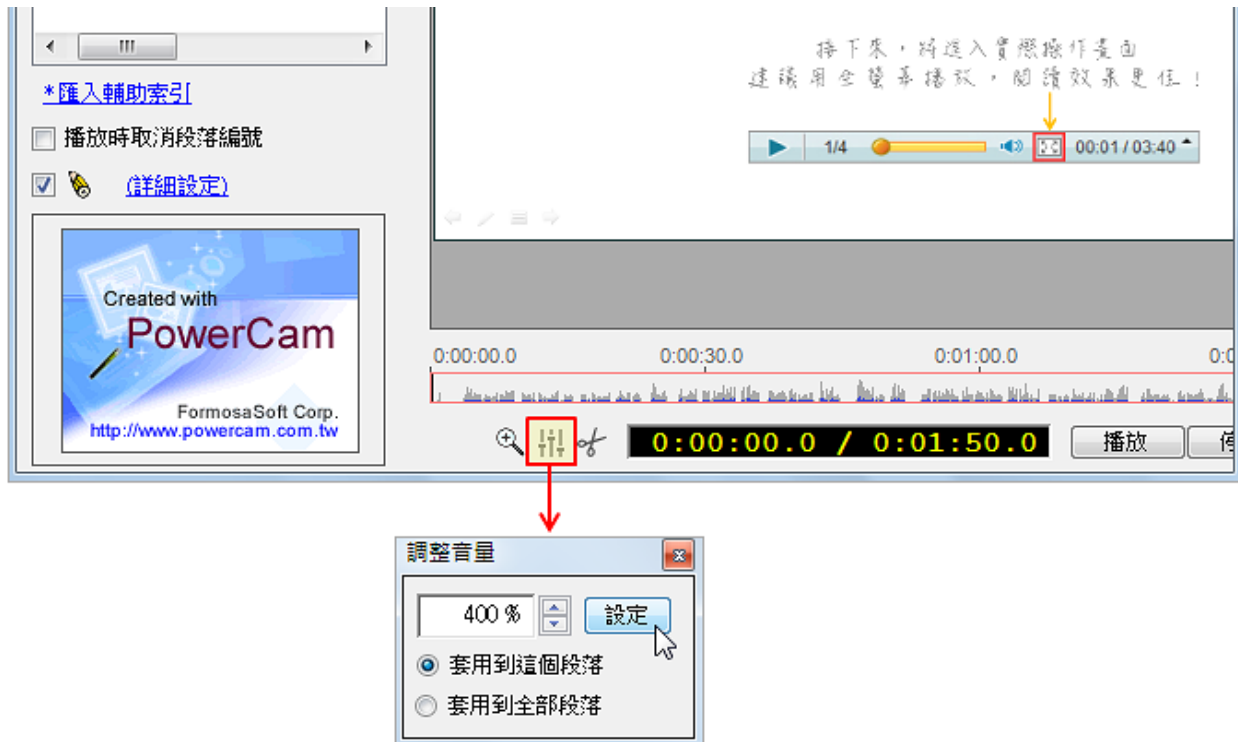 *匯入輔助索引
播放時取消段落編號
(詳細設定)
Created with
PowerCam
FormosaSoft Corp.
http://www.powercam.com.tw
接下來，將進入實際操作畫面
建議用全螢幕播放，閱讀效果更佳！
1/4
00:01 / 03:40
0:00:00.0
0:00:30.0
0:01:00.0
0:00:00.0 / 0:01:50.0
播放
調整音量
400 %
設定
套用到這個段落
套用到全部段落